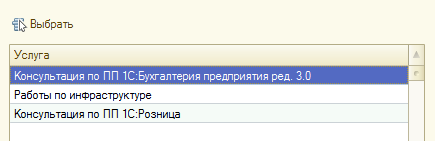 Выбрать
Услуга
Консультация по ПП 1С:Бухгалтерия предприятия ред. 3.0
Работы по инфраструктуре
Консультация по ПП 1С:Розница